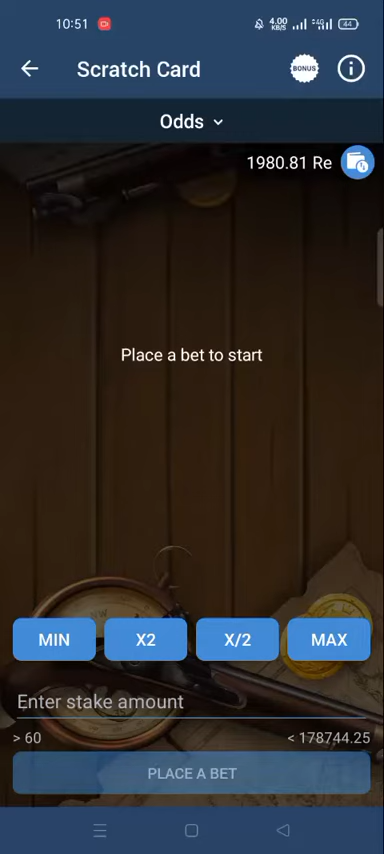 10:51 4.00 KB/S 4G 44
Scratch Card BONUS
Odds
1980.81 Re
Place a bet to start
MIN X2 X/2 MAX
Enter stake amount
> 60 < 178744.25
PLACE A BET